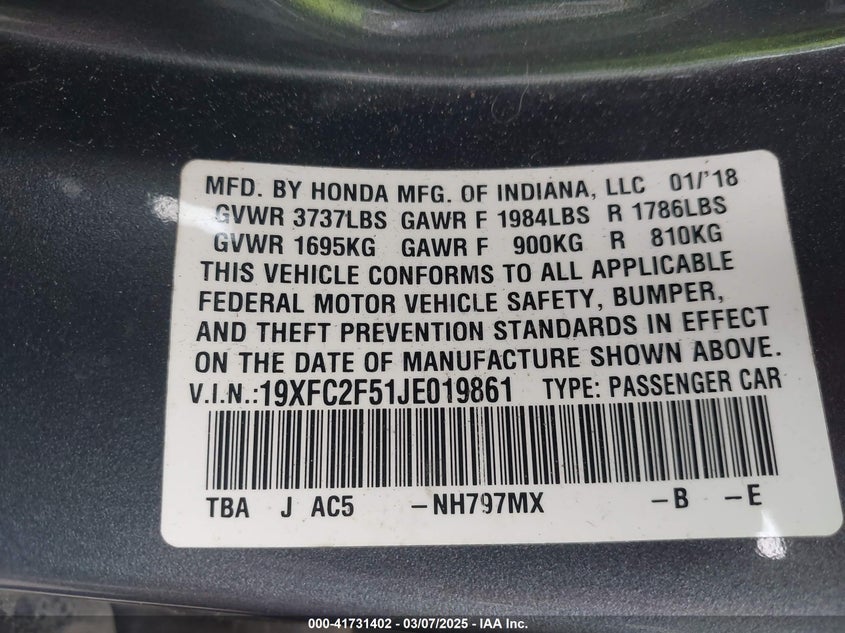 MFD. BY HONDA MFG. OF INDIANA, LLC 01/'18
GVWR 3737LBS GAWR F 1984LBS R 1786LBS
GVWR 1695KG GAWR F 900KG R 810KG
THIS VEHICLE CONFORMS TO ALL APPLICABLE
FEDERAL MOTOR VEHICLE SAFETY, BUMPER,
AND THEFT PREVENTION STANDARDS IN EFFECT
ON THE DATE OF MANUFACTURE SHOWN ABOVE.
V.I.N.:19XFC2F51JE019861 TYPE: PASSENGER CAR
TBA J AC5 -NH797MX -B -E
000-41731402 - 03/07/2025 - IAA Inc.